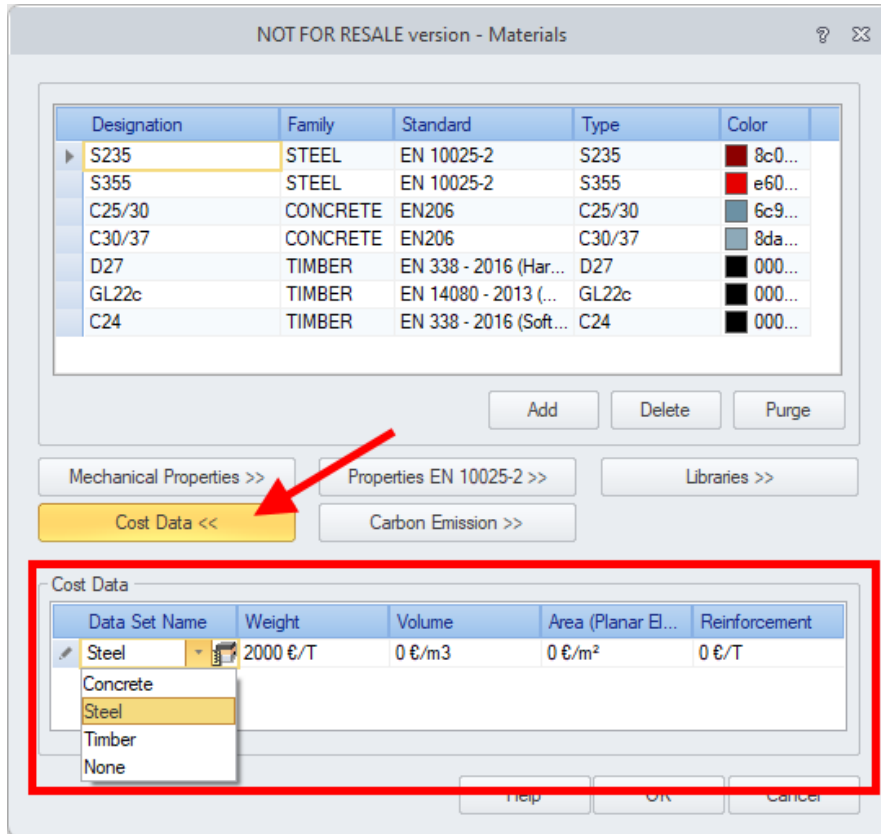 NOT FOR RESALE version - Materials
Designation Family Standard Type Color
S235 STEEL EN 10025-2 S235 8c0...
S355 STEEL EN 10025-2 S355 e60...
C25/30 CONCRETE EN206 C25/30 6c9...
C30/37 CONCRETE EN206 C30/37 8da...
D27 TIMBER EN 338 - 2016 (Har... D27 000...
GL22c TIMBER EN 14080 - 2013 (... GL22c 000...
C24 TIMBER EN 338 - 2016 (Soft... C24 000...
Add Delete Purge
Mechanical Properties >> Properties EN 10025-2 >> Libraries >>
Cost Data << Carbon Emission >>
Cost Data
Data Set Name Weight Volume Area (Planar El... Reinforcement
Steel 2000 €/T 0 €/m3 0 €/m² 0 €/T
Concrete
Steel
Timber
None
Help OK Cancel